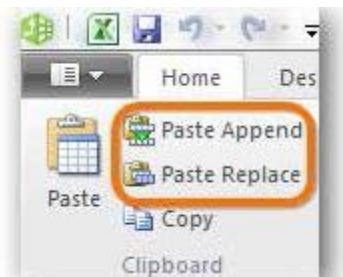 Home Des
Paste Append
Paste Replace
Paste
Copy
Clipboard